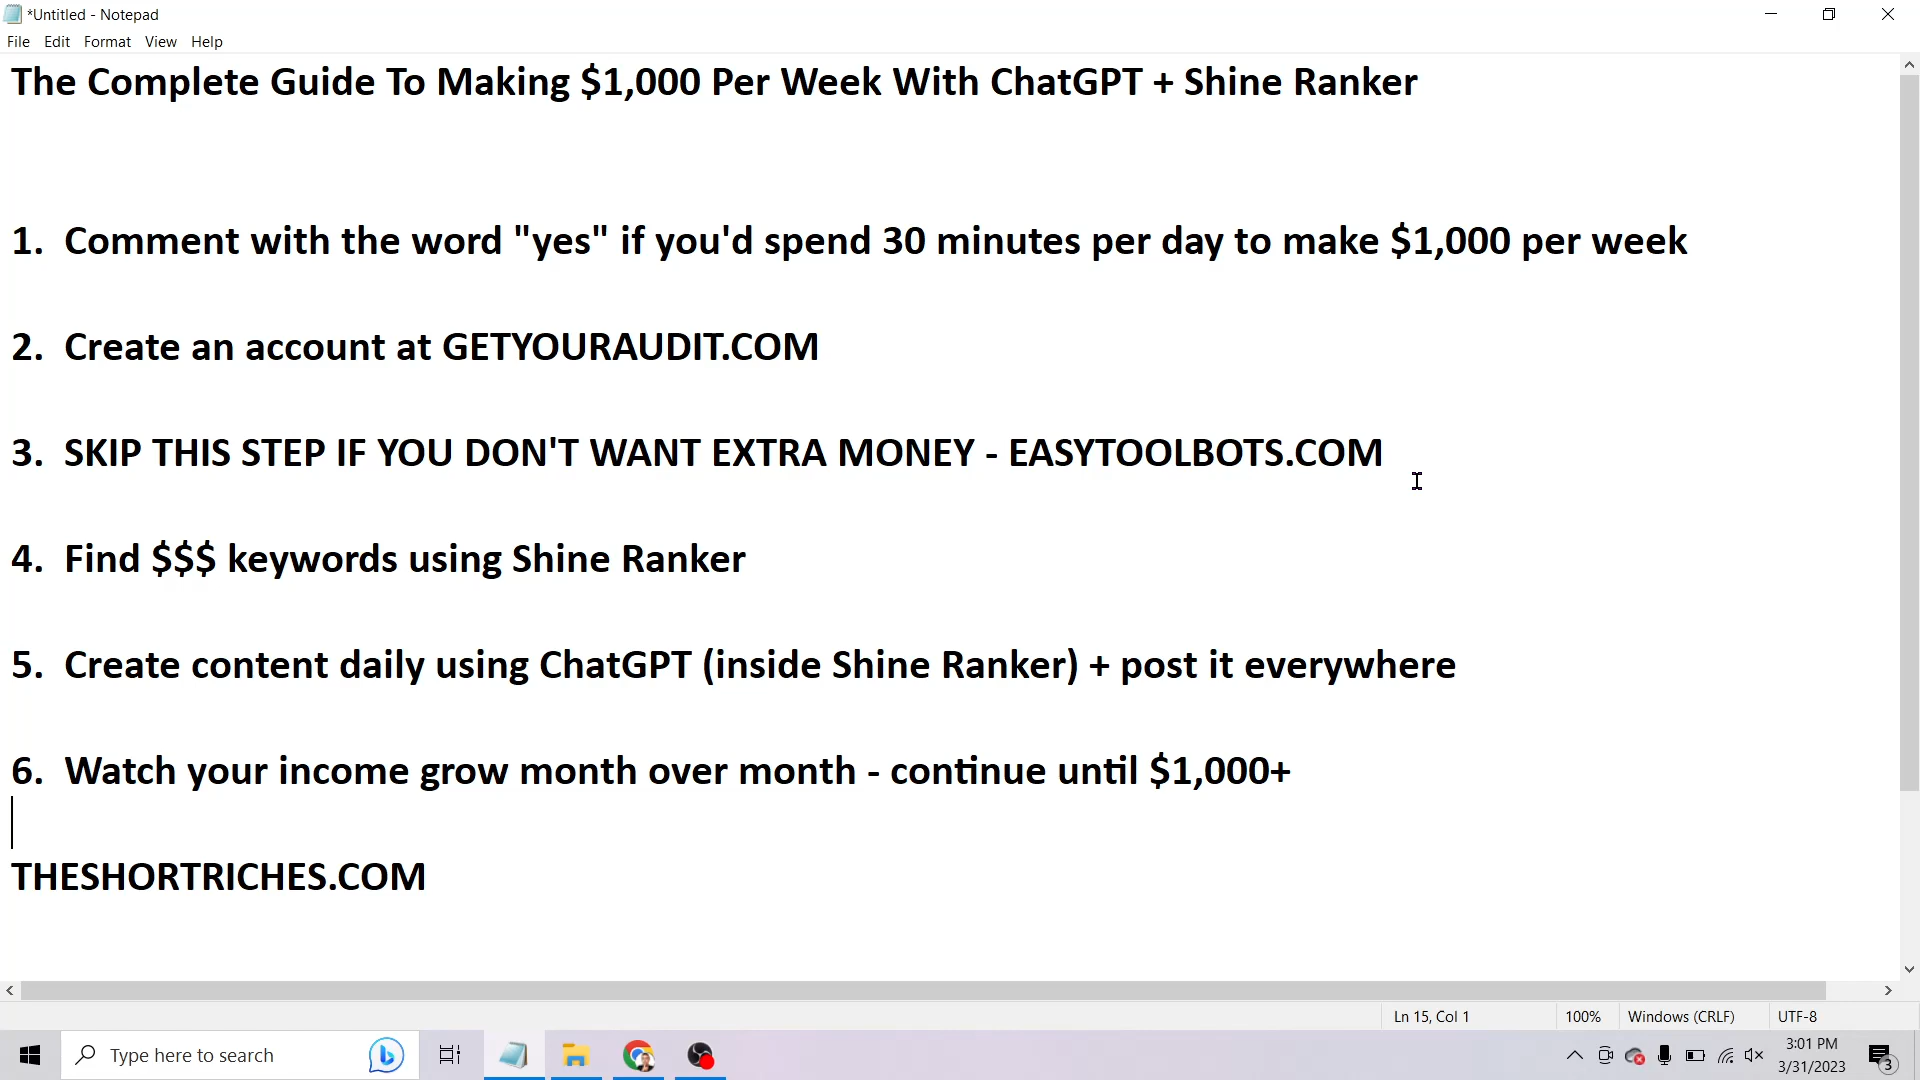 *Untitled - Notepad
File Edit Format View Help
The Complete Guide To Making $1,000 Per Week With ChatGPT + Shine Ranker
1. Comment with the word "yes" if you'd spend 30 minutes per day to make $1,000 per week
2. Create an account at GETYOURAUDIT.COM
3. SKIP THIS STEP IF YOU DON'T WANT EXTRA MONEY - EASYTOOLBOTS.COM
4. Find $$$ keywords using Shine Ranker
5. Create content daily using ChatGPT (inside Shine Ranker) + post it everywhere
6. Watch your income grow month over month - continue until $1,000+
THESHORTRICHES.COM
Ln 15, Col 1 100% Windows (CRLF) UTF-8
Type here to search
3:01 PM
3/31/2023
3